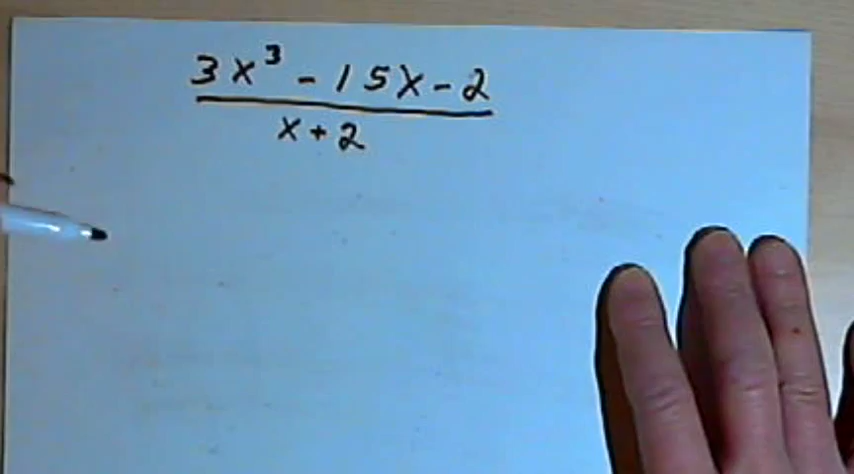 3x³ - 15x - 2
x + 2